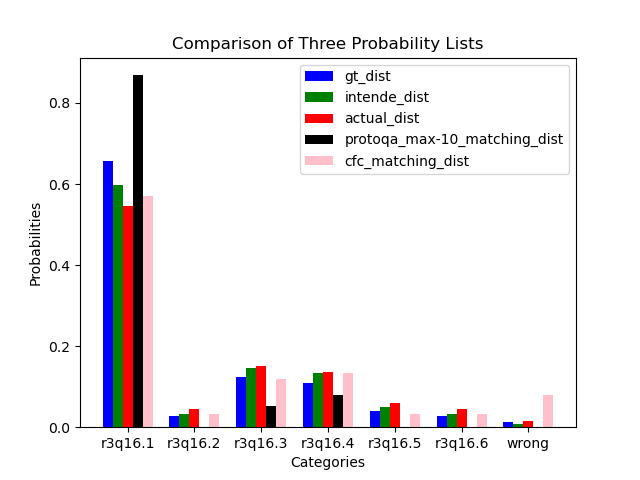 Comparison of Three Probability Lists
gt_dist
intende_dist
actual_dist
protoqa_max-10_matching_dist
cfc_matching_dist
Probabilities
0.8
0.6
0.4
0.2
0.0
r3q16.1 r3q16.2 r3q16.3 r3q16.4 r3q16.5 r3q16.6 wrong
Categories